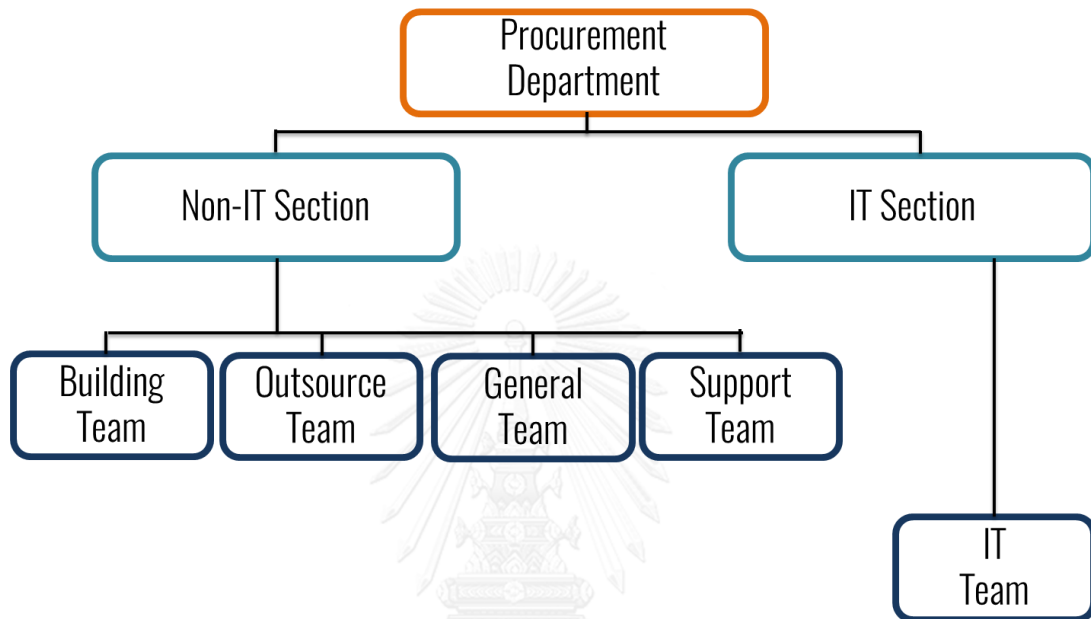 Procurement
Department
Non-IT Section
IT Section
Building
Team
Outsource
Team
General
Team
Support
Team
IT
Team